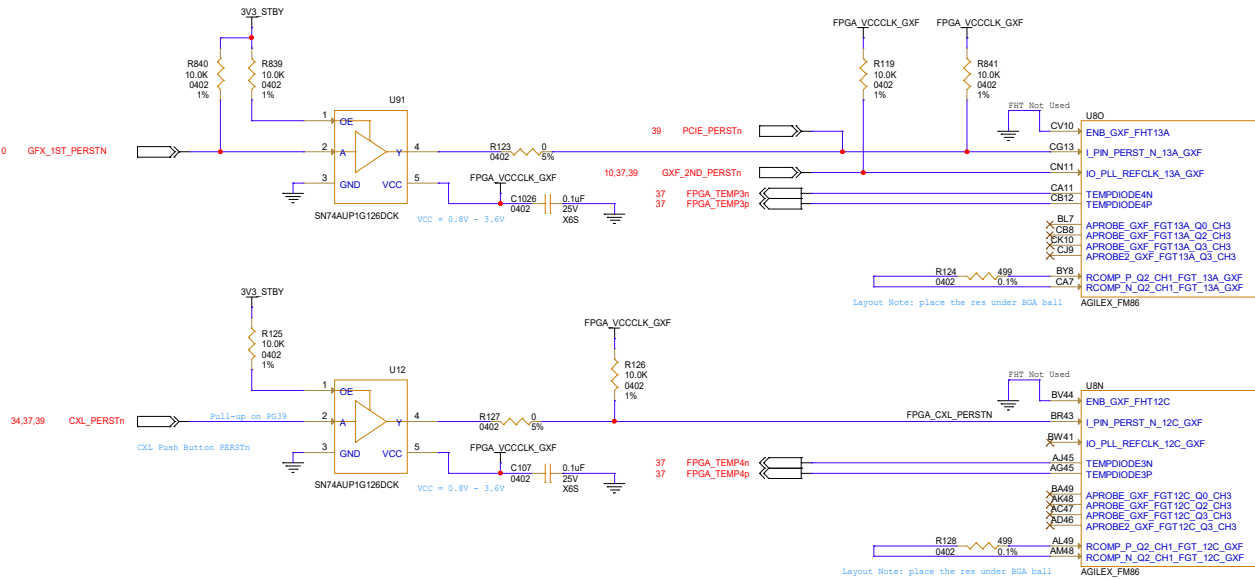 3V3_STBY
FPGA_VCCCLK_GXF
FPGA_VCCCLK_GXF
R840
10.0K
0402
1%
R839
10.0K
0402
1%
R119
10.0K
0402
1%
R841
10.0K
0402
1%
U91
1
OE
2
A
Y
4
3
GND
VCC
5
SN74AUP1G126DCK
0
GFX_1ST_PERSTN
R123
0402
0
5%
FPGA_VCCCLK_GXF
C1026
0402
0.1uF
25V
X6S
VCC = 0.8V - 3.6V
39
PCIE_PERSTn
10,37,39
GXF_2ND_PERSTn
37
FPGA_TEMP3n
37
FPGA_TEMP3p
FHT Not Used
U8O
CV10
ENB_GXF_FHT13A
CG13
I_PIN_PERST_N_13A_GXF
CN11
IO_PLL_REFCLK_13A_GXF
CA11
TEMPDIODE4N
CB12
TEMPDIODE4P
BL7
APROBE_GXF_FGT13A_Q0_CH3
CB8
APROBE_GXF_FGT13A_Q2_CH3
CK10
APROBE_GXF_FGT13A_Q3_CH3
CJ9
APROBE2_GXF_FGT13A_Q3_CH3
R124
0402
499
0.1%
BY8
RCOMP_P_Q2_CH1_FGT_13A_GXF
CA7
RCOMP_N_Q2_CH1_FGT_13A_GXF
Layout Note: place the res under BGA ball
AGILEX_FM86
3V3_STBY
R125
10.0K
0402
1%
FPGA_VCCCLK_GXF
R126
10.0K
0402
1%
U12
1
OE
2
A
Y
4
3
GND
VCC
5
SN74AUP1G126DCK
34,37,39
CXL_PERSTn
Pull-up on PG39
CXL Push Button PERSTn
R127
0402
0
5%
FPGA_VCCCLK_GXF
C107
0402
0.1uF
25V
X6S
VCC = 0.8V - 3.6V
FPGA_CXL_PERSTN
37
FPGA_TEMP4n
37
FPGA_TEMP4p
FHT Not Used
U8N
BV44
ENB_GXF_FHT12C
BR43
I_PIN_PERST_N_12C_GXF
BW41
IO_PLL_REFCLK_12C_GXF
AJ45
TEMPDIODE3N
AG45
TEMPDIODE3P
BA49
APROBE_GXF_FGT12C_Q0_CH3
AK48
APROBE_GXF_FGT12C_Q2_CH3
AC47
APROBE_GXF_FGT12C_Q3_CH3
AD46
APROBE2_GXF_FGT12C_Q3_CH3
R128
0402
499
0.1%
AL49
RCOMP_P_Q2_CH1_FGT_12C_GXF
AM48
RCOMP_N_Q2_CH1_FGT_12C_GXF
Layout Note: place the res under BGA ball
AGILEX_FM86